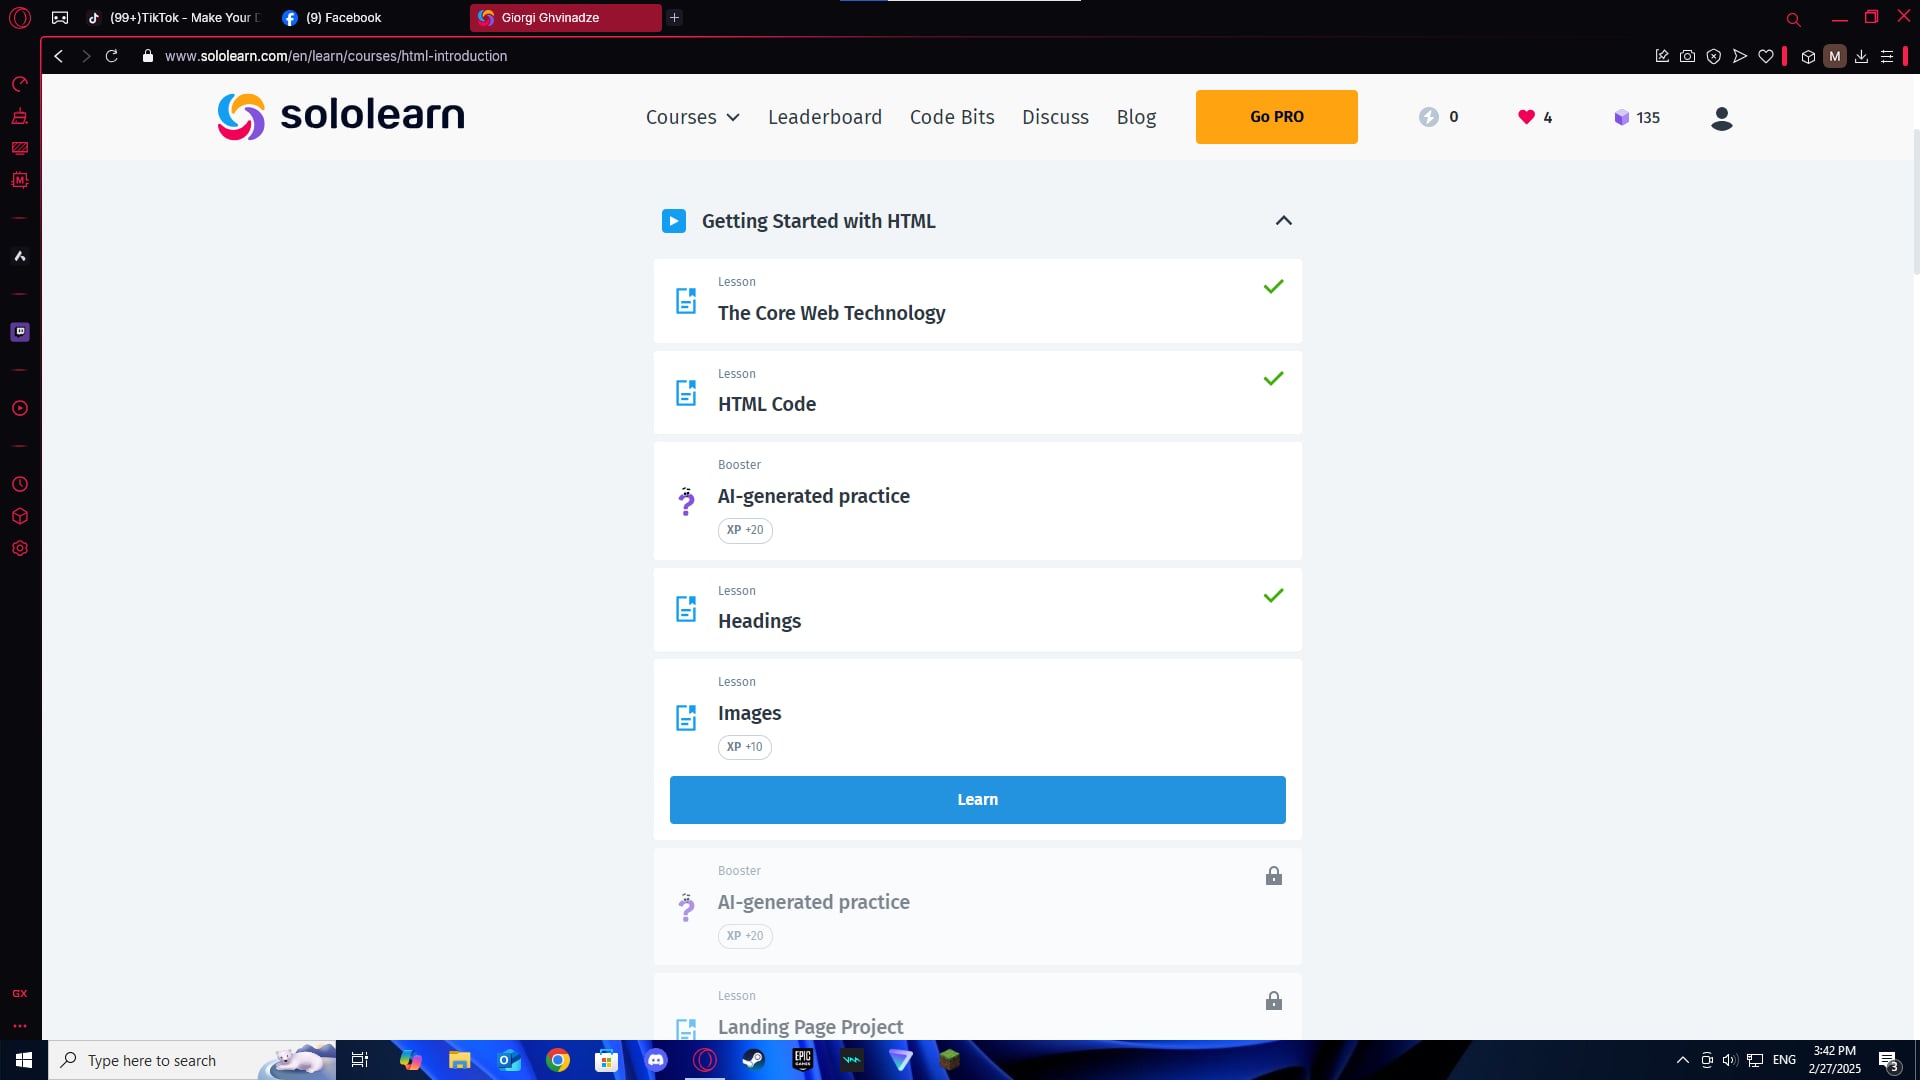 (99+)TikTok - Make Your D
(9) Facebook
Giorgi Ghvinadze
www.sololearn.com/en/learn/courses/html-introduction
M
sololearn
Courses
Leaderboard
Code Bits
Discuss
Blog
Go PRO
0
4
135
Getting Started with HTML
Lesson
The Core Web Technology
Lesson
HTML Code
Booster
AI-generated practice
XP +20
Lesson
Headings
Lesson
Images
XP +10
Learn
Booster
AI-generated practice
XP +20
Lesson
Landing Page Project
GX
Type here to search
EPIC
GAMES
ENG
3:42 PM
2/27/2025
3